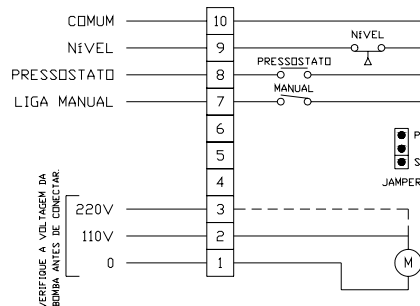 COMUM
10
NíVEL
9
NíVEL
PRESSOSTATO
8
PRESSOSTATO
LIGA MANUAL
7
MANUAL
6
5
4
P
S
JAMPER
220V
3
110V
2
0
1
M
VERIFIQUE A VOLTAGEM DA
BOMBA ANTES DE CONECTAR.